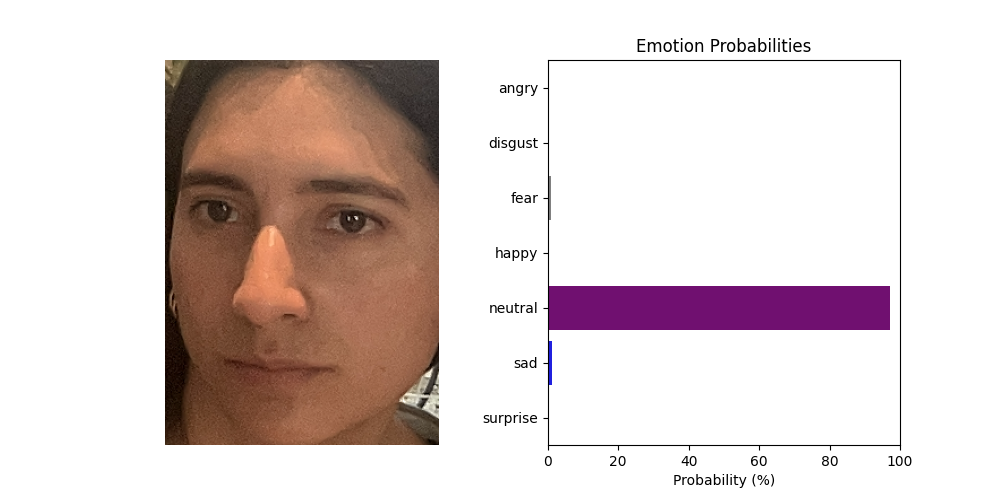 Emotion Probabilities
angry
disgust
fear
happy
neutral
sad
surprise
0 20 40 60 80 100
Probability (%)